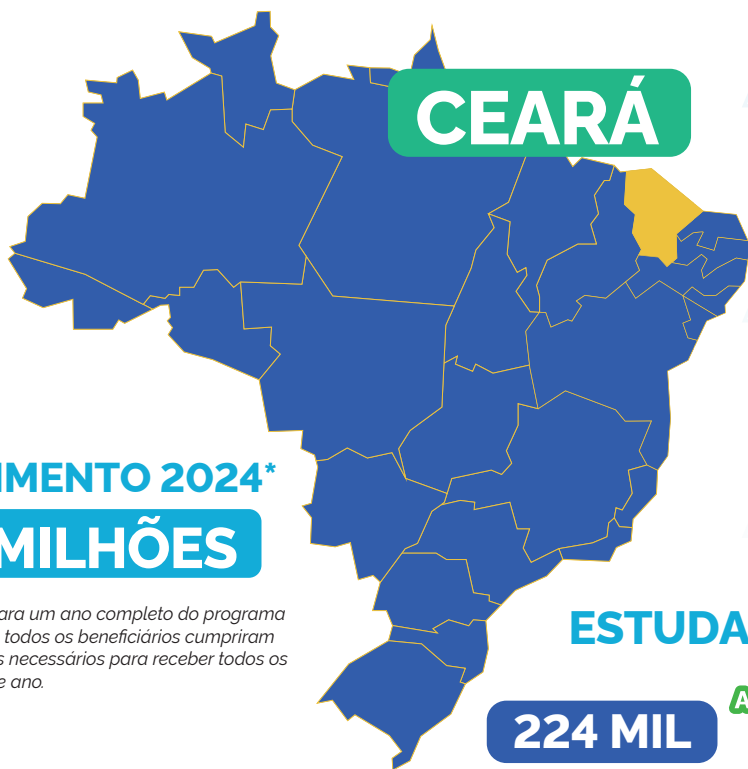 CEARÁ
IMENTO 2024*
MILHÕES
ara um ano completo do programa
todos os beneficiários cumpriram
s necessários para receber todos os
e ano.
ESTUDA
A
224 MIL